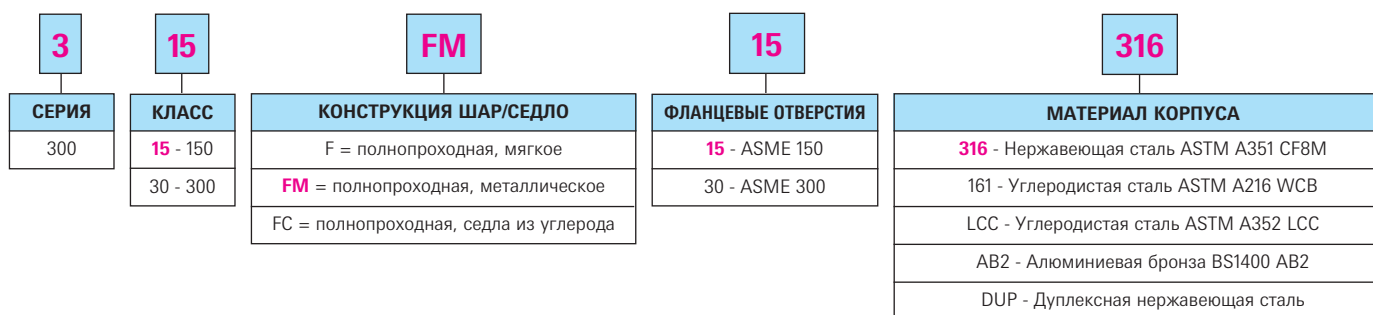 3 15 FM 15 316
СЕРИЯ КЛАСС КОНСТРУКЦИЯ ШАР/СЕДЛО ФЛАНЦЕВЫЕ ОТВЕРСТИЯ МАТЕРИАЛ КОРПУСА
300 15 - 150 F = полнопроходная, мягкое 15 - ASME 150 316 - Нержавеющая сталь ASTM A351 CF8M
30 - 300 FM = полнопроходная, металлическое 30 - ASME 300 161 - Углеродистая сталь ASTM A216 WCB
FC = полнопроходная, седла из углерода LCC - Углеродистая сталь ASTM A352 LCC
AB2 - Алюминиевая бронза BS1400 AB2
DUP - Дуплексная нержавеющая сталь